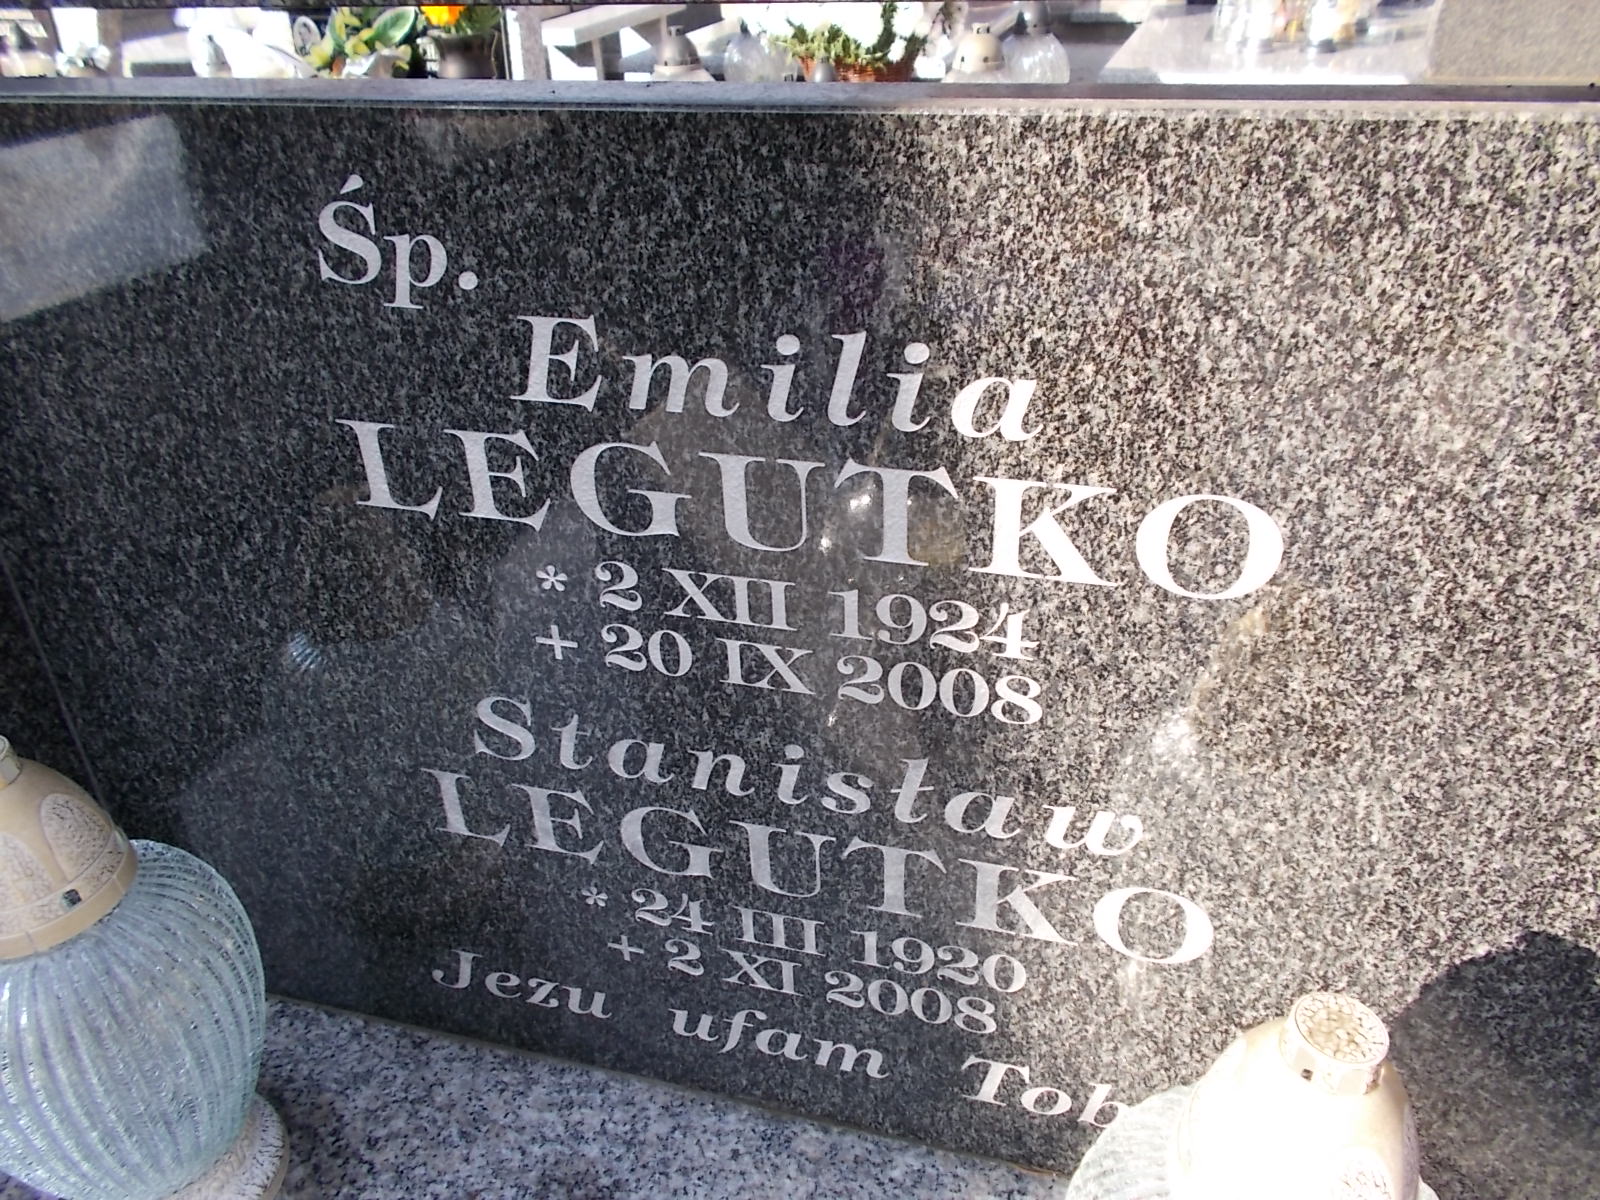 Śp.
Emilia
LEGUTKO
* 2 XII 1924
+ 20 IX 2008
Stanisław
LEGUTKO
* 24 III 1920
+ 2 XI 2008
Jezu ufam Tob